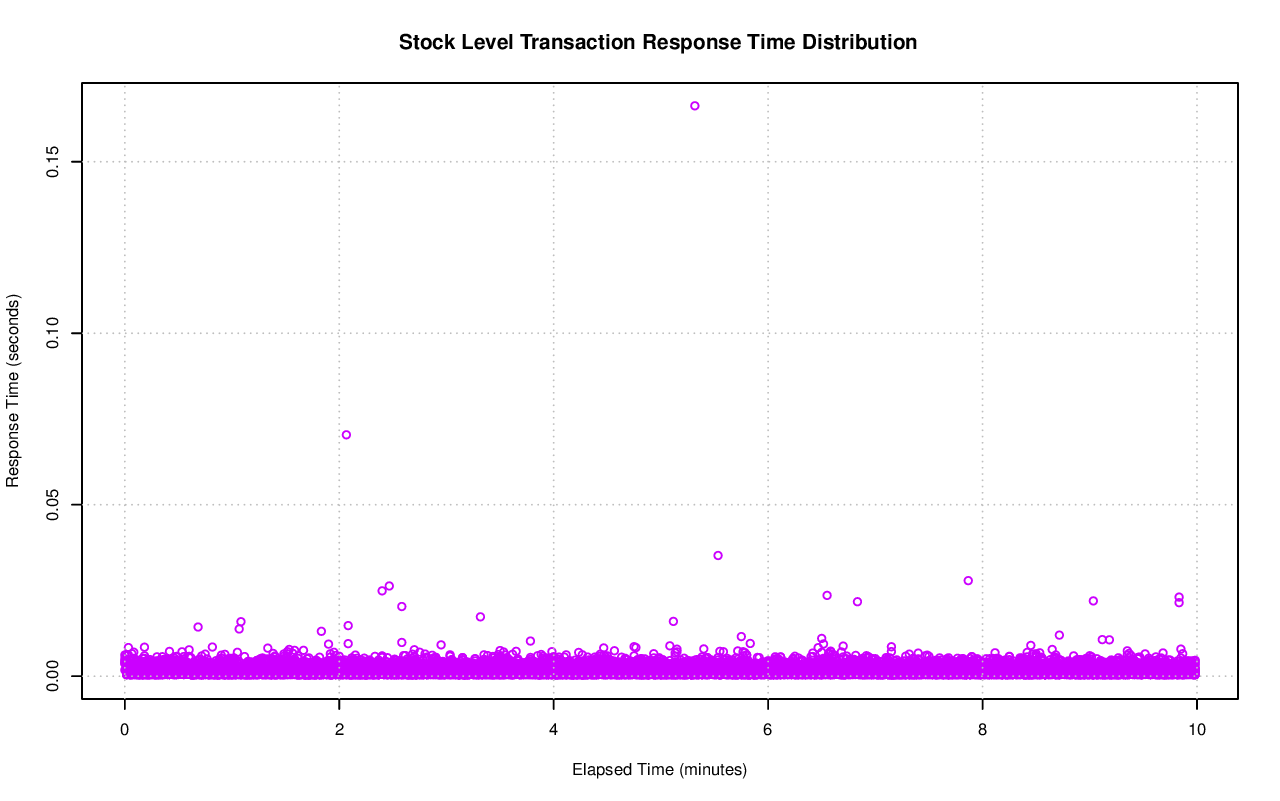 Stock Level Transaction Response Time Distribution
Response Time (seconds)
0.15
0.10
0.05
0.00
0 2 4 6 8 10
Elapsed Time (minutes)